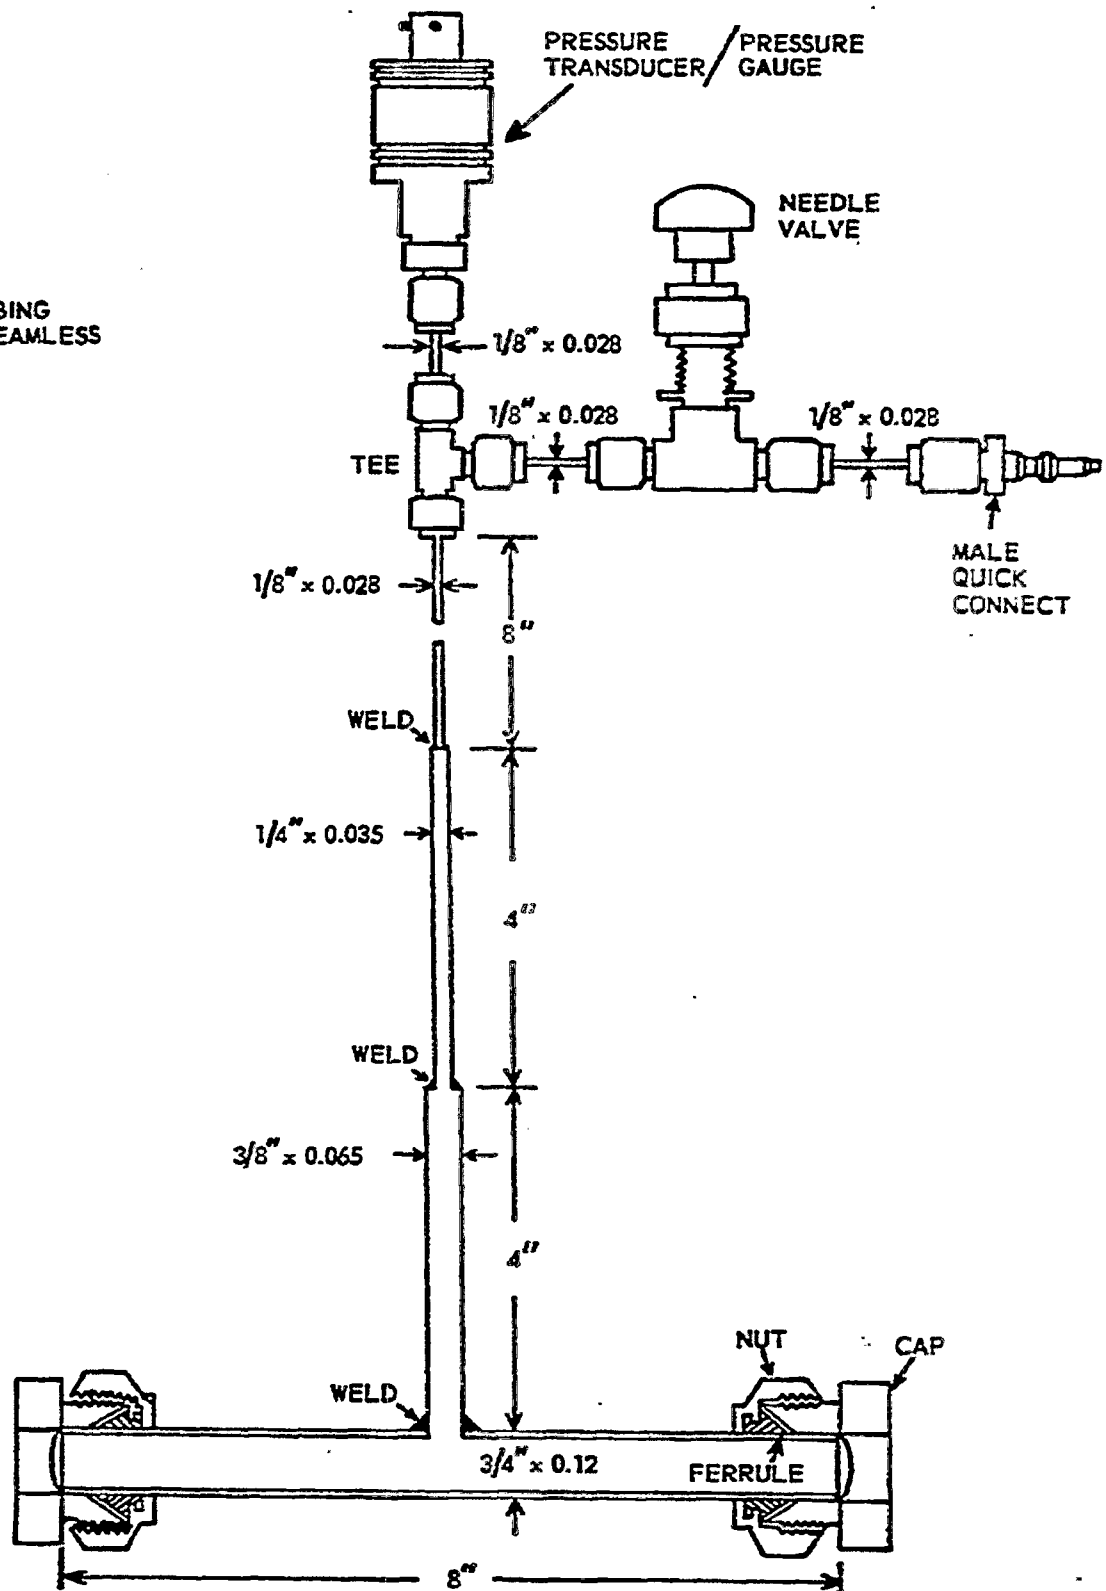 PRESSURE
TRANSDUCER/
PRESSURE
GAUGE
NEEDLE
VALVE
BING
EAMLESS
1/8" x 0.028
1/8" x 0.028
1/8" x 0.028
TEE
MALE
QUICK
CONNECT
1/8" x 0.028
8"
WELD
1/4" x 0.035
4"
WELD
3/8" x 0.065
4"
NUT
CAP
WELD
3/4" x 0.12
FERRULE
8"